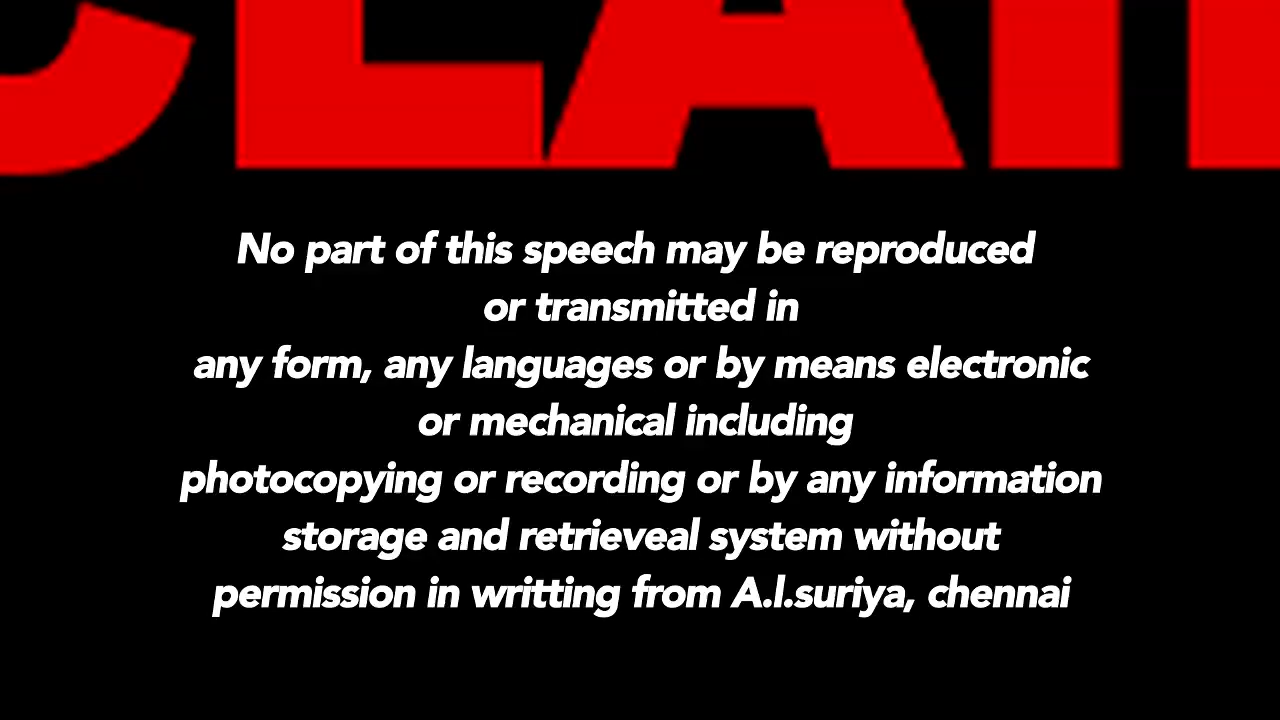 CLAI
No part of this speech may be reproduced
or transmitted in
any form, any languages or by means electronic
or mechanical including
photocopying or recording or by any information
storage and retrieveal system without
permission in writting from A.l.suriya, chennai